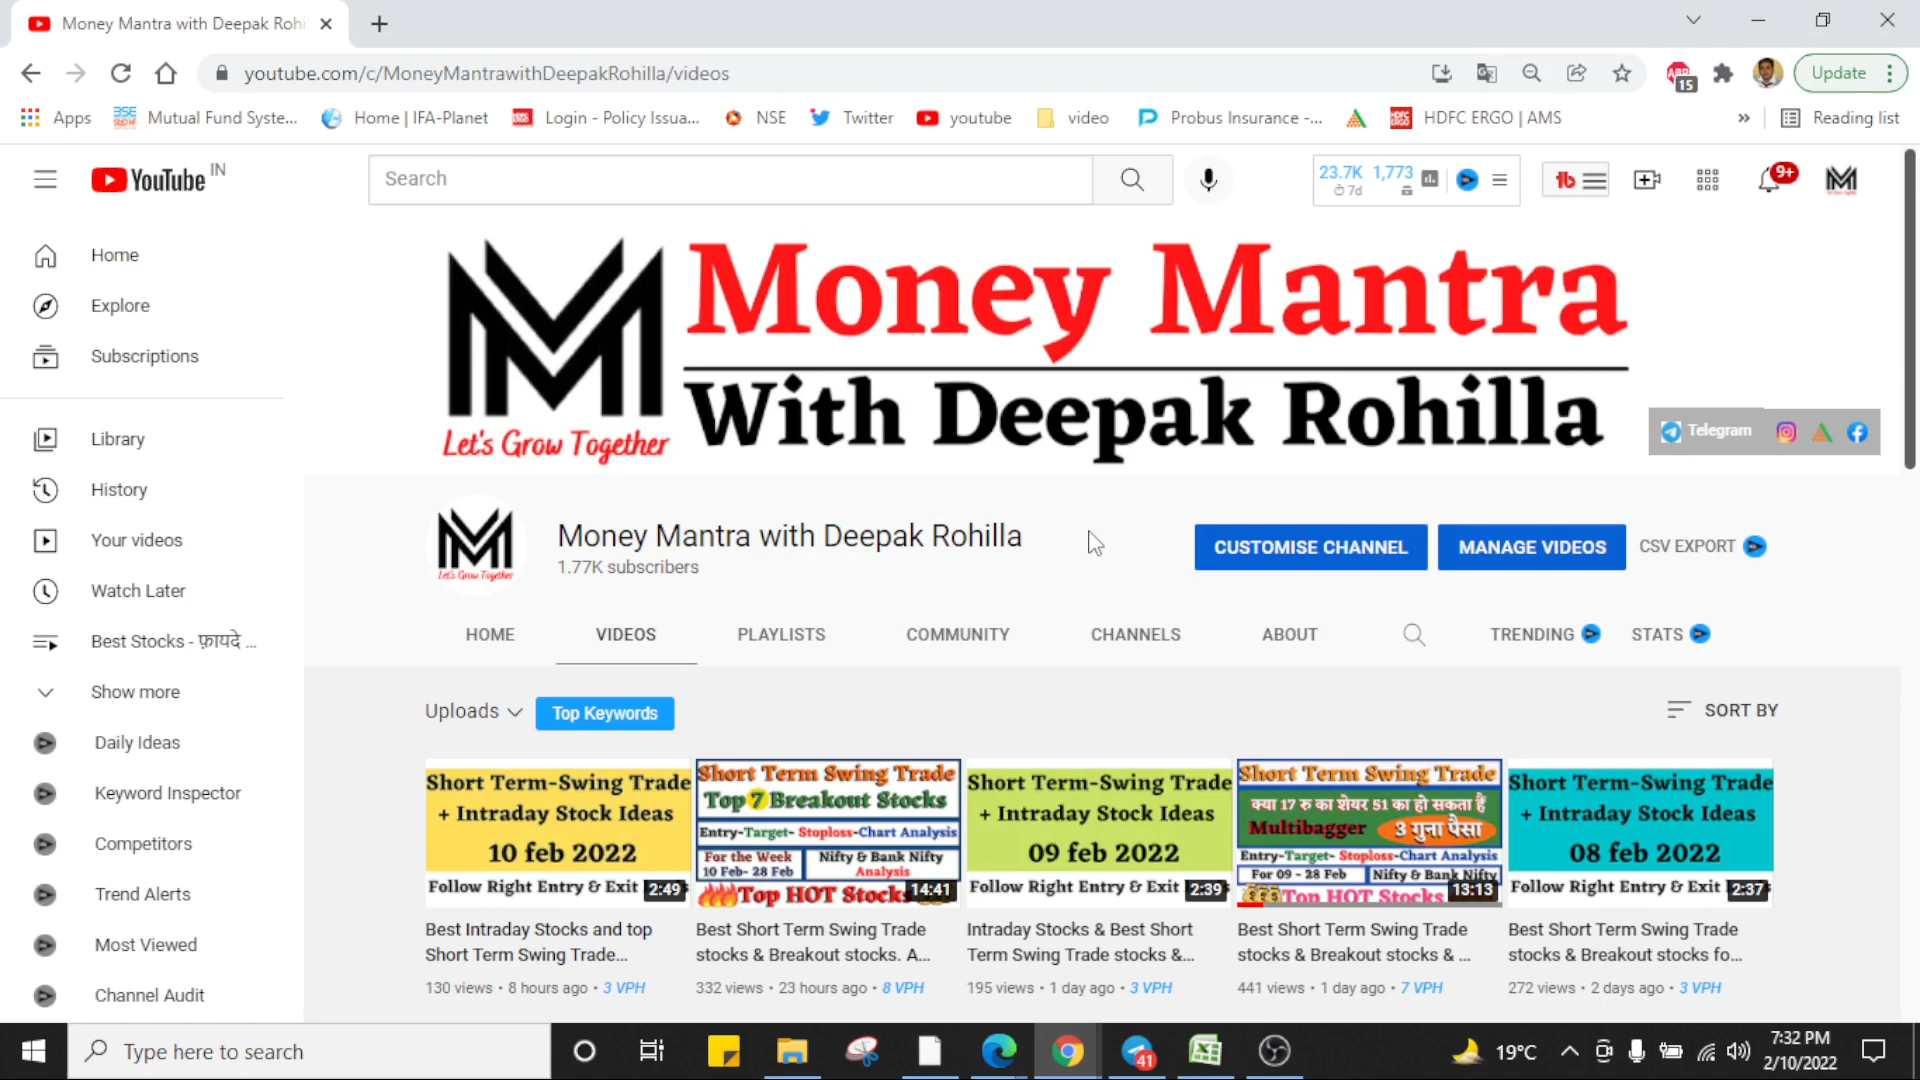 Money Mantra with Deepak Rohi
youtube.com/c/MoneyMantrawithDeepakRohilla/videos
15
Update
Apps
Mutual Fund Syste...
Home | IFA-Planet
Login - Policy Issua...
NSE
Twitter
youtube
video
Probus Insurance -...
HDFC ERGO | AMS
»
Reading list
YouTube IN
Search
23.7K 1,773
7d
9+
Home
Explore
Subscriptions
Library
History
Your videos
Watch Later
Best Stocks - फ़ायदे ...
Show more
Daily Ideas
Keyword Inspector
Competitors
Trend Alerts
Most Viewed
Channel Audit
Money Mantra
With Deepak Rohilla
Let's Grow Together
Telegram
Let's Grow Together
Money Mantra with Deepak Rohilla
1.77K subscribers
CUSTOMISE CHANNEL
MANAGE VIDEOS
CSV EXPORT
HOME
VIDEOS
PLAYLISTS
COMMUNITY
CHANNELS
ABOUT
TRENDING
STATS
Uploads
Top Keywords
SORT BY
Short Term-Swing Trade
+ Intraday Stock Ideas
10 feb 2022
Follow Right Entry & Exit
2:49
Best Intraday Stocks and top
Short Term Swing Trade...
130 views • 8 hours ago • 3 VPH
Short Term Swing Trade
Top 7 Breakout Stocks
Entry-Target- Stoploss-Chart Analysis
For the Week
10 Feb- 28 Feb
Nifty & Bank Nifty
Analysis
Top HOT Stocks
14:41
Best Short Term Swing Trade
stocks & Breakout stocks. A...
332 views • 23 hours ago • 8 VPH
Short Term-Swing Trade
+ Intraday Stock Ideas
09 feb 2022
Follow Right Entry & Exit
2:39
Intraday Stocks & Best Short
Term Swing Trade stocks &...
195 views • 1 day ago • 3 VPH
Short Term Swing Trade
क्या 17 रु का शेयर 51 का हो सकता हैं
Multibagger 3 गुना पैसा
Entry-Target- Stoploss-Chart Analysis
For 09 - 28 Feb
Nifty & Bank Nifty
Top HOT Stocks
13:13
Best Short Term Swing Trade
stocks & Breakout stocks & ...
441 views • 1 day ago • 7 VPH
Short Term-Swing Trade
+ Intraday Stock Ideas
08 feb 2022
Follow Right Entry & Exit
2:37
Best Short Term Swing Trade
stocks & Breakout stocks fo...
272 views • 2 days ago • 3 VPH
Type here to search
41
19°C
7:32 PM
2/10/2022